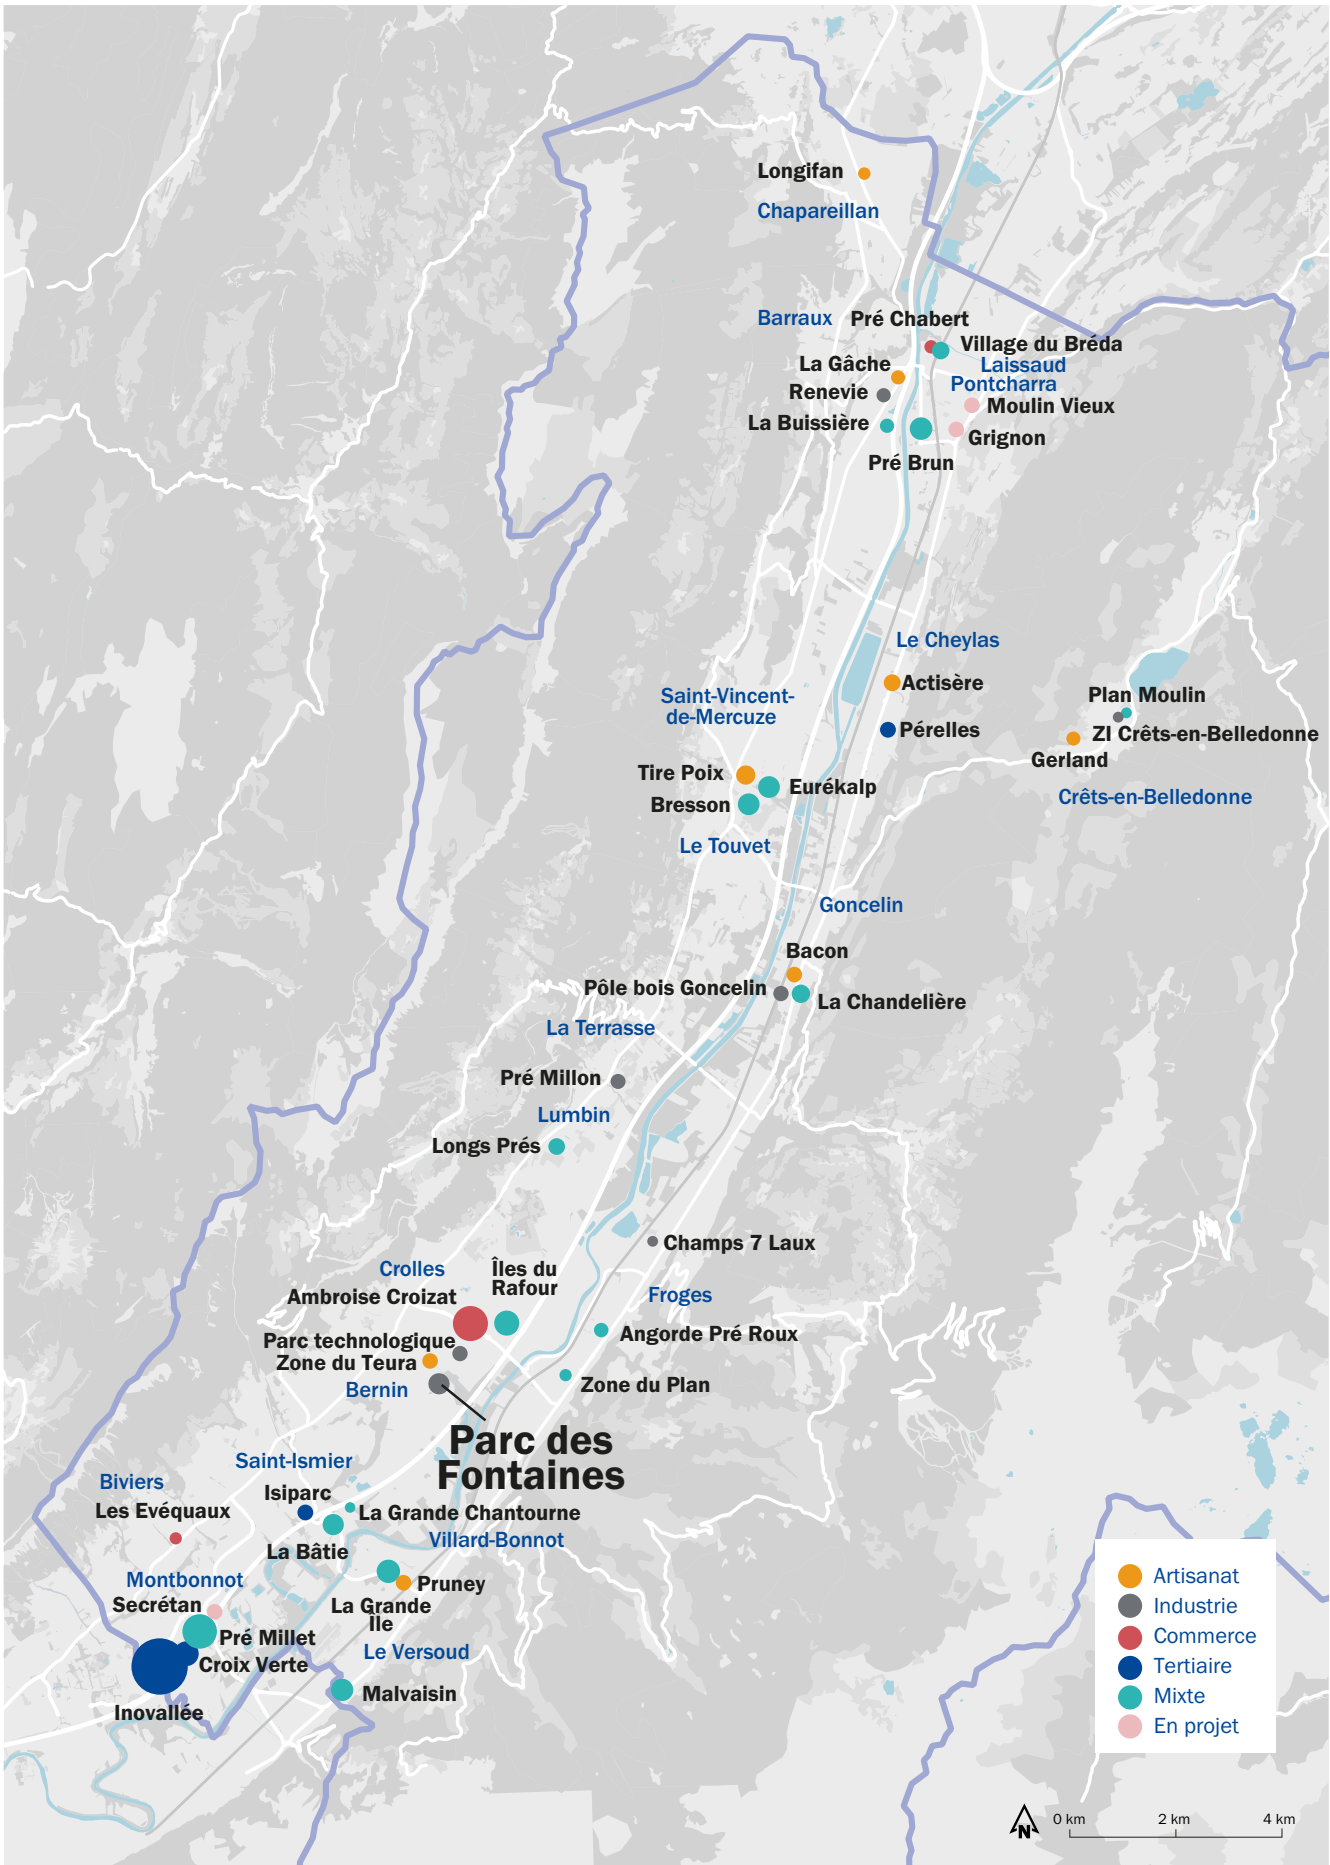 Longifan
Chapareillan
Barraux
Pré Chabert
Village du Bréda
La Gâche
Laissaud
Pontcharra
Renevie
Moulin Vieux
La Buissière
Grignon
Pré Brun
Le Cheylas
Actisère
Saint-Vincent-
de-Mercuze
Plan Moulin
Pérelles
ZI Crêts-en-Belledonne
Gerland
Tire Poix
Eurékalp
Bresson
Crêts-en-Belledonne
Le Touvet
Goncelin
Bacon
Pôle bois Goncelin
La Chandelière
La Terrasse
Pré Millon
Lumbin
Longs Prés
Champs 7 Laux
Crolles
Îles du
Rafour
Ambroise Croizat
Froges
Angorde Pré Roux
Parc technologique
Zone du Teura
Bernin
Zone du Plan
Parc des
Fontaines
Saint-Ismier
Biviers
Isiparc
Les Evéquaux
La Grande Chantourne
Villard-Bonnot
La Bâtie
Montbonnot
Pruney
Secrétan
La Grande
Île
Pré Millet
Le Versoud
Croix Verte
Malvaisin
Inovallée
Artisanat
Industrie
Commerce
Tertiaire
Mixte
En projet
N
0 km 2 km 4 km